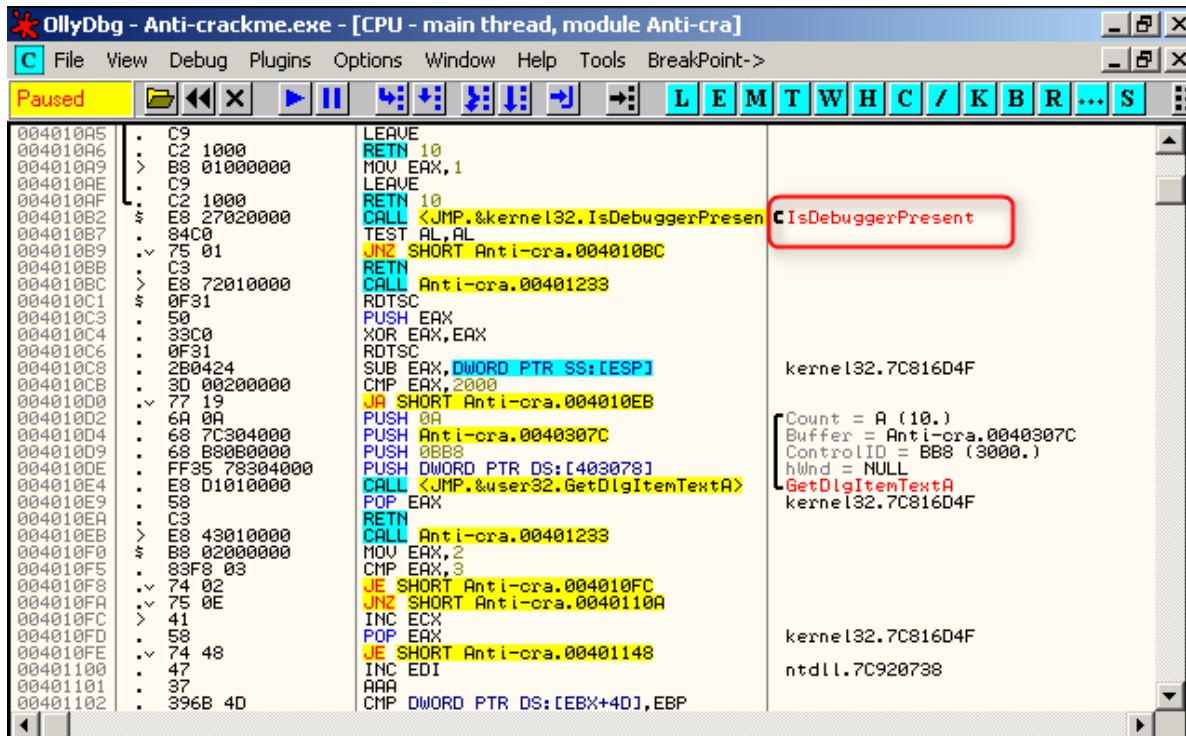 OllyDbg - Anti-crackme.exe - [CPU - main thread, module Anti-cra]
C File View Debug Plugins Options Window Help Tools BreakPoint->
Paused L E M T W H C / K B R ... S
004010A5 . C9 LEAVE
004010A6 . C2 1000 RETN 10
004010A9 > B8 01000000 MOV EAX,1
004010AE . C9 LEAVE
004010AF . C2 1000 RETN 10
004010B2 $ E8 27020000 CALL <JMP.&kernel32.IsDebuggerPresen IsDebuggerPresent
004010B7 . 84C0 TEST AL,AL
004010B9 .v 75 01 JNZ SHORT Anti-cra.004010BC
004010BB . C3 RETN
004010BC > E8 72010000 CALL Anti-cra.00401233
004010C1 $ 0F31 RDTSC
004010C3 . 50 PUSH EAX
004010C4 . 33C0 XOR EAX,EAX
004010C6 . 0F31 RDTSC
004010C8 . 2B0424 SUB EAX,DWORD PTR SS:[ESP] kernel32.7C816D4F
004010CB . 3D 00200000 CMP EAX,2000
004010D0 .v 77 19 JA SHORT Anti-cra.004010EB
004010D2 . 6A 0A PUSH 0A Count = A (10.)
004010D4 . 68 7C304000 PUSH Anti-cra.0040307C Buffer = Anti-cra.0040307C
004010D9 . 68 B80B0000 PUSH 0BB8 ControlID = BB8 (3000.)
004010DE . FF35 78304000 PUSH DWORD PTR DS:[403078] hWnd = NULL
004010E4 . E8 D1010000 CALL <JMP.&user32.GetDlgItemTextA> GetDlgItemTextA
004010E9 . 58 POP EAX kernel32.7C816D4F
004010EA . C3 RETN
004010EB > E8 43010000 CALL Anti-cra.00401233
004010F0 $ B8 02000000 MOV EAX,2
004010F5 . 83F8 03 CMP EAX,3
004010F8 .v 74 02 JE SHORT Anti-cra.004010FC
004010FA .v 75 0E JNZ SHORT Anti-cra.0040110A
004010FC > 41 INC ECX
004010FD . 58 POP EAX kernel32.7C816D4F
004010FE .v 74 48 JE SHORT Anti-cra.00401148
00401100 . 47 INC EDI ntdll.7C920738
00401101 . 37 AAA
00401102 . 396B 4D CMP DWORD PTR DS:[EBX+4D],EBP